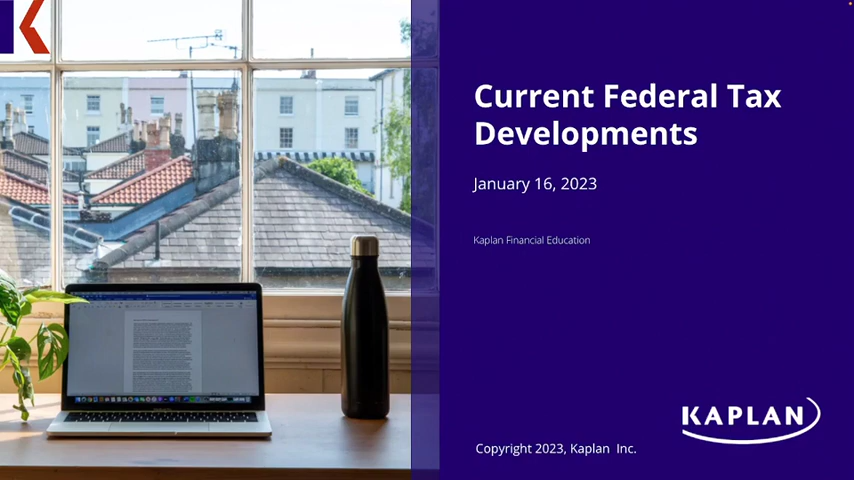 Current Federal Tax
Developments
January 16, 2023
Kaplan Financial Education
KAPLAN
Copyright 2023, Kaplan Inc.